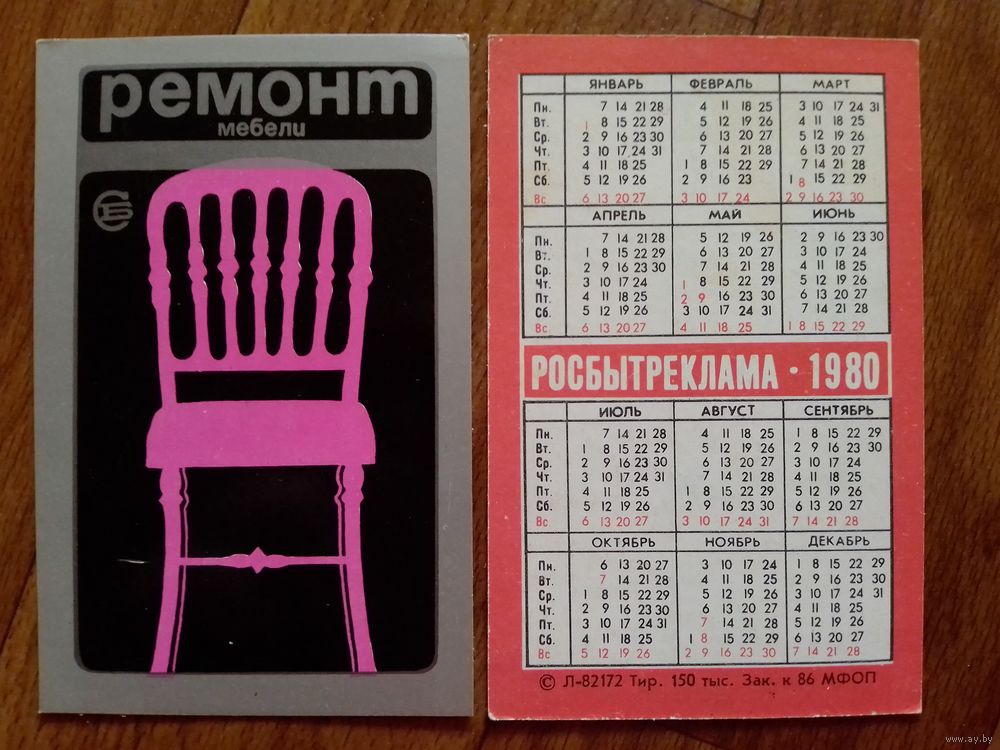 ремонт
мебели
ЯНВАРЬ ФЕВРАЛЬ МАРТ
Пн. 7 14 21 28 4 11 18 25 3 10 17 24 31
Вт. 1 8 15 22 29 5 12 19 26 4 11 18 25
Ср. 2 9 16 23 30 6 13 20 27 5 12 19 26
Чт. 3 10 17 24 31 7 14 21 28 6 13 20 27
Пт. 4 11 18 25 1 8 15 22 29 7 14 21 28
Сб. 5 12 19 26 2 9 16 23 1 8 15 22 29
Вс 6 13 20 27 3 10 17 24 2 9 16 23 30
АПРЕЛЬ МАЙ ИЮНЬ
Пн. 7 14 21 28 5 12 19 26 2 9 16 23 30
Вт. 1 8 15 22 29 6 13 20 27 3 10 17 24
Ср. 2 9 16 23 30 7 14 21 28 4 11 18 25
Чт. 3 10 17 24 1 8 15 22 29 5 12 19 26
Пт. 4 11 18 25 2 9 16 23 30 6 13 20 27
Сб. 5 12 19 26 3 10 17 24 31 7 14 21 28
Вс 6 13 20 27 4 11 18 25 1 8 15 22 29
РОСБЫТРЕКЛАМА • 1980
ИЮЛЬ АВГУСТ СЕНТЯБРЬ
Пн. 7 14 21 28 4 11 18 25 1 8 15 22 29
Вт. 1 8 15 22 29 5 12 19 26 2 9 16 23 30
Ср. 2 9 16 23 30 6 13 20 27 3 10 17 24
Чт. 3 10 17 24 31 7 14 21 28 4 11 18 25
Пт. 4 11 18 25 1 8 15 22 29 5 12 19 26
Сб. 5 12 19 26 2 9 16 23 30 6 13 20 27
Вс 6 13 20 27 3 10 17 24 31 7 14 21 28
ОКТЯБРЬ НОЯБРЬ ДЕКАБРЬ
Пн. 6 13 20 27 3 10 17 24 1 8 15 22 29
Вт. 7 14 21 28 4 11 18 25 2 9 16 23 30
Ср. 1 8 15 22 29 5 12 19 26 3 10 17 24 31
Чт. 2 9 16 23 30 6 13 20 27 4 11 18 25
Пт. 3 10 17 24 31 7 14 21 28 5 12 19 26
Сб. 4 11 18 25 1 8 15 22 29 6 13 20 27
Вс 5 12 19 26 2 9 16 23 30 7 14 21 28
© Л-82172 Тир. 150 тыс. Зак. к 86 МФОП
www.ay.by